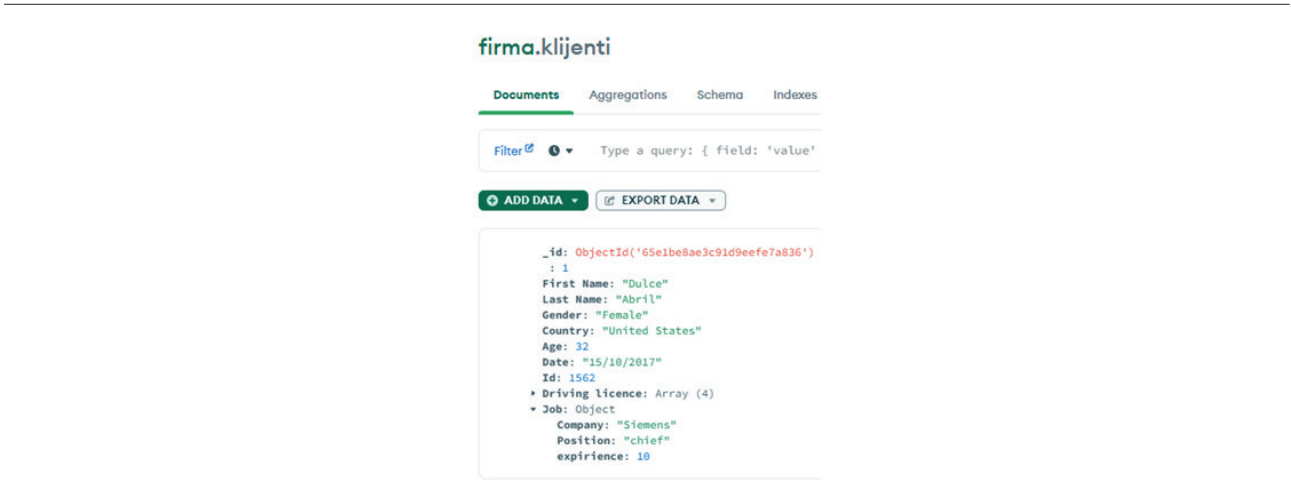 firma.klijenti
Documents Aggregations Schema Indexes
Filter Type a query: { field: 'value'
ADD DATA EXPORT DATA
_id: ObjectId('65e1be8ae3c91d9eefe7a836')
: 1
First Name: "Dulce"
Last Name: "Abril"
Gender: "Female"
Country: "United States"
Age: 32
Date: "15/10/2017"
Id: 1562
Driving licence: Array (4)
Job: Object
Company: "Siemens"
Position: "chief"
expirience: 10